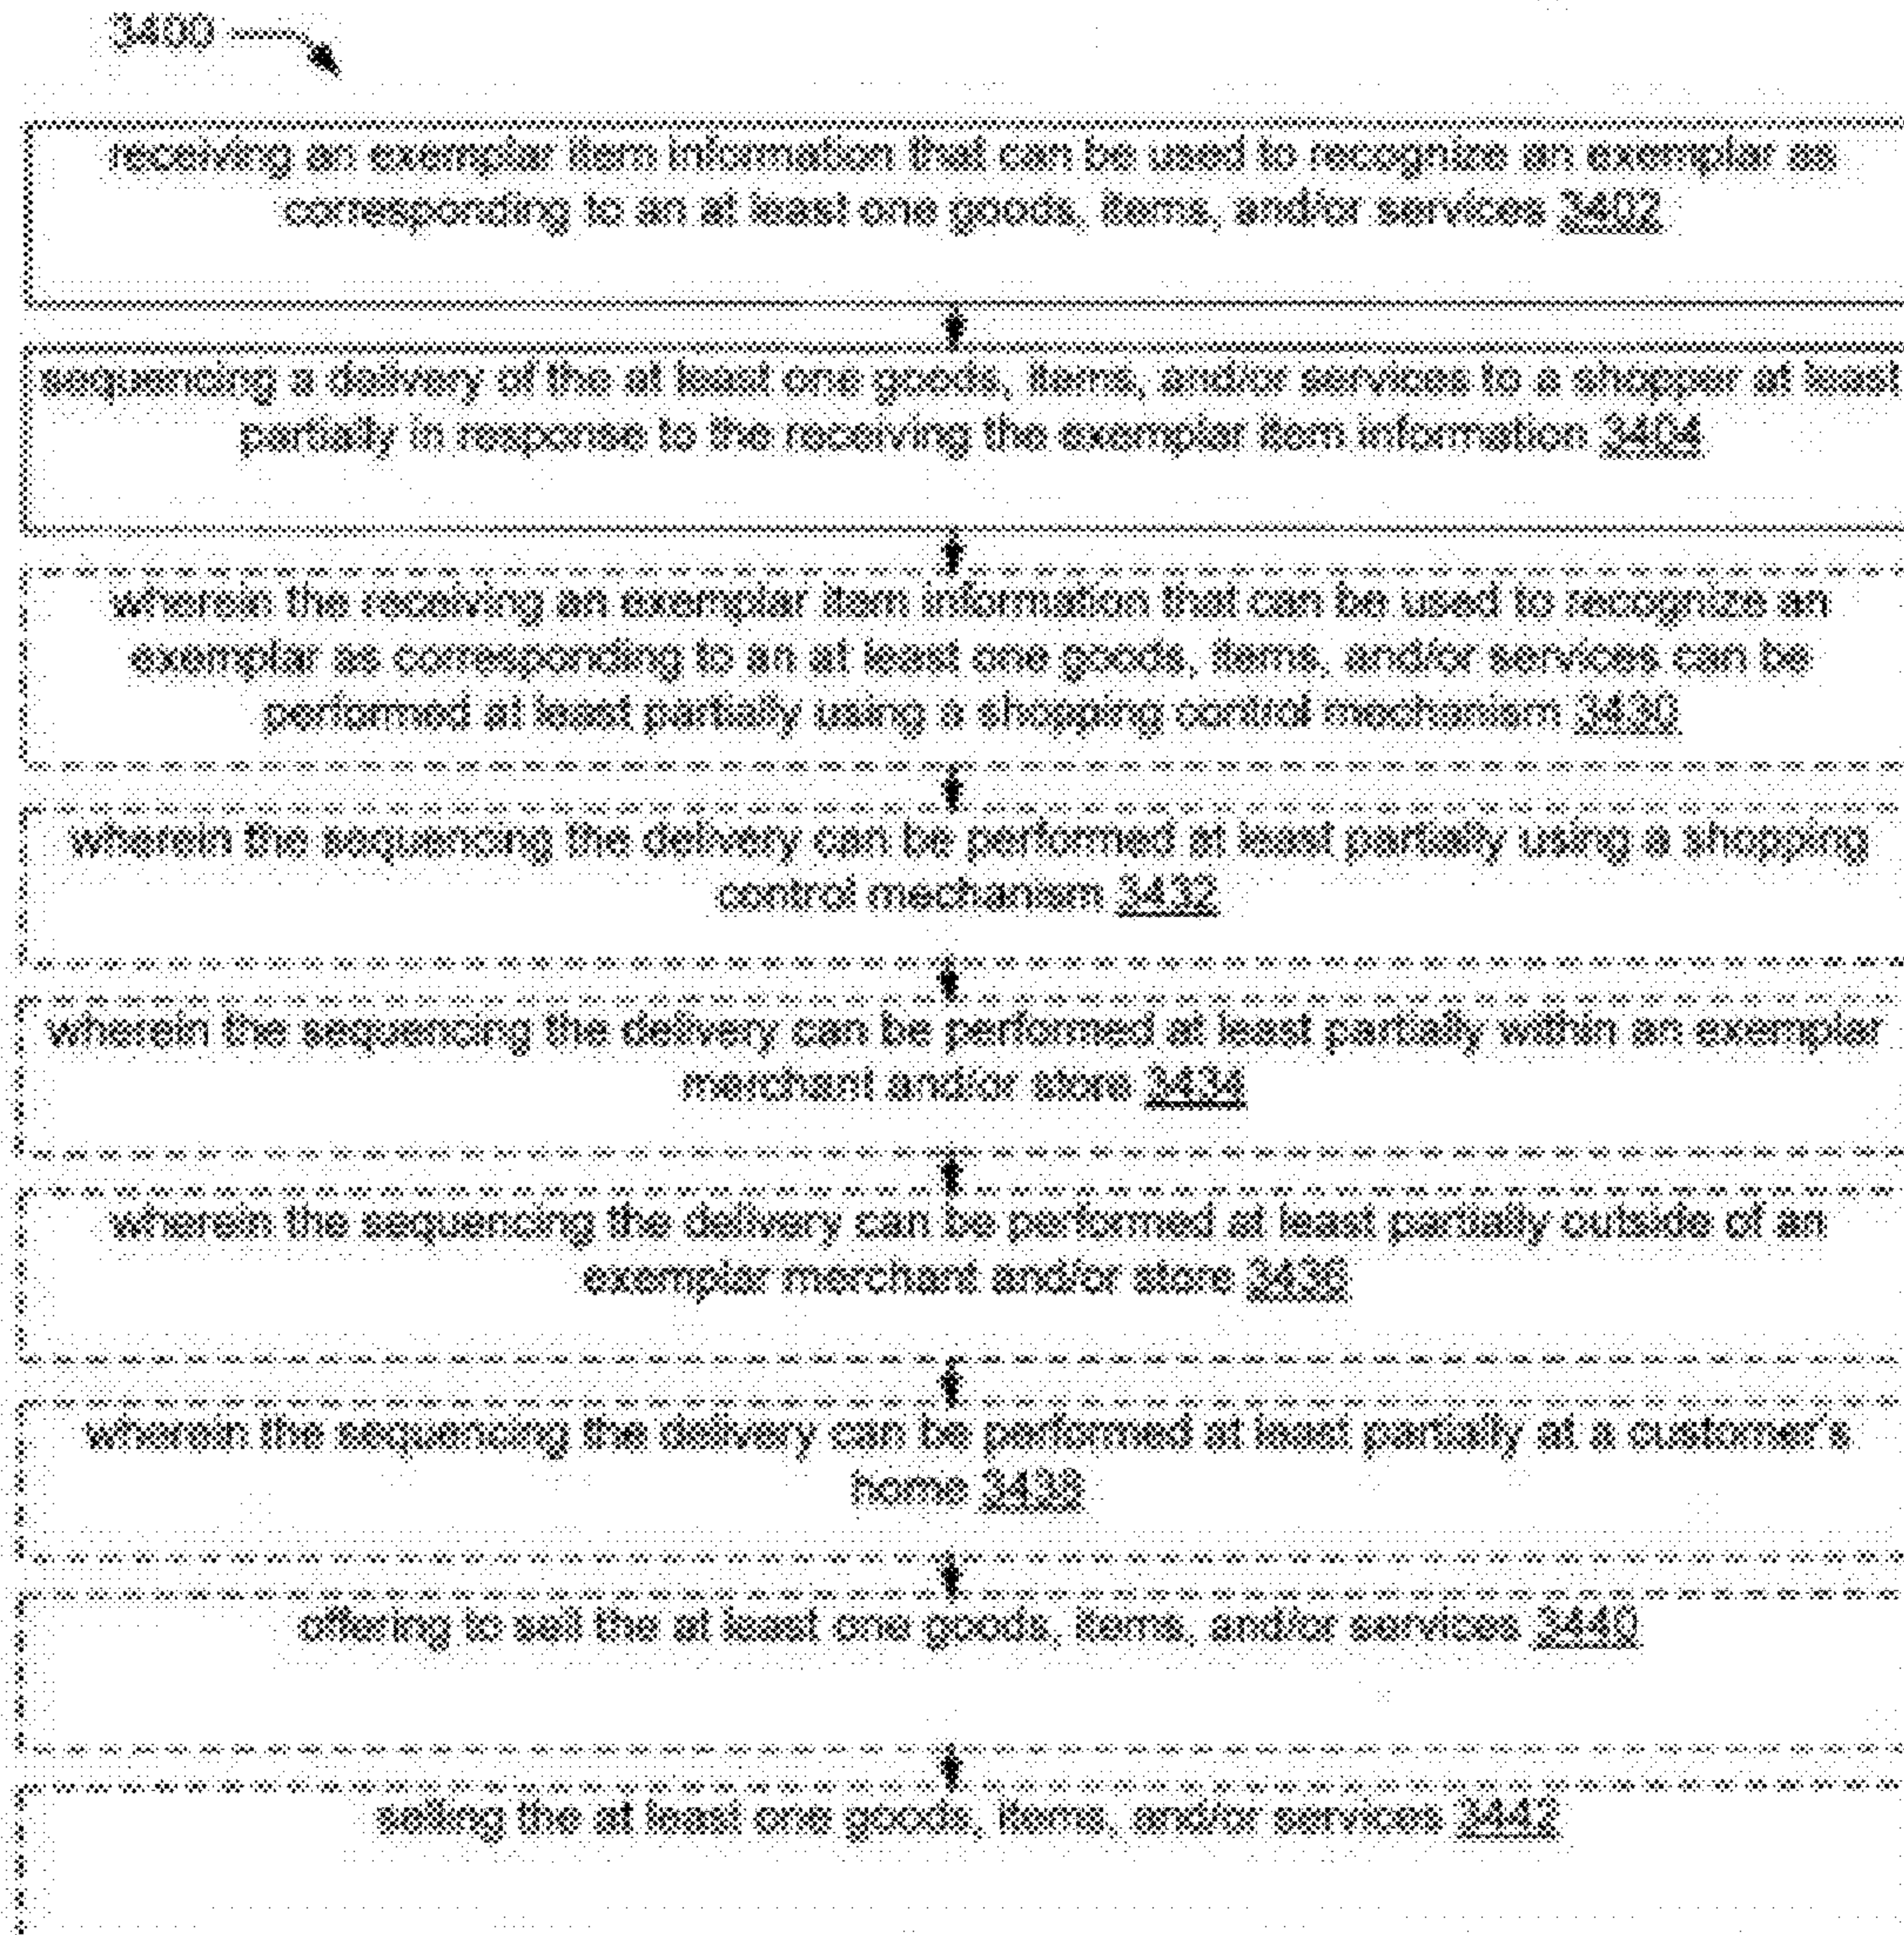 3400
receiving an exemplar item information that can be used to recognize an exemplar as
corresponding to an at least one goods, items, and/or services 3402
sequencing a delivery of the at least one goods, items, and/or services to a shopper at least
partially in response to the receiving the exemplar item information 3404
wherein the receiving an exemplar item information that can be used to recognize an
exemplar as corresponding to an at least one goods, items, and/or services can be
performed at least partially using a shopping control mechanism 3430
wherein the sequencing the delivery can be performed at least partially using a shopping
control mechanism 3432
wherein the sequencing the delivery can be performed at least partially within an exemplar
merchant and/or store 3434
wherein the sequencing the delivery can be performed at least partially outside of an
exemplar merchant and/or store 3436
wherein the sequencing the delivery can be performed at least partially at a customer's
home 3438
offering to sell the at least one goods, items, and/or services 3440
selling the at least one goods, items, and/or services 3442